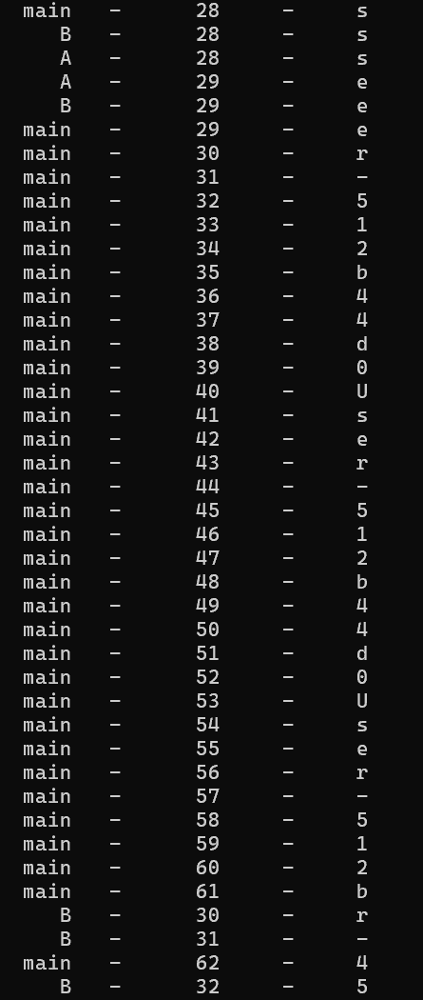 main - 28 - s
B - 28 - s
A - 28 - s
A - 29 - e
B - 29 - e
main - 29 - e
main - 30 - r
main - 31 - -
main - 32 - 5
main - 33 - 1
main - 34 - 2
main - 35 - b
main - 36 - 4
main - 37 - 4
main - 38 - d
main - 39 - 0
main - 40 - U
main - 41 - s
main - 42 - e
main - 43 - r
main - 44 - -
main - 45 - 5
main - 46 - 1
main - 47 - 2
main - 48 - b
main - 49 - 4
main - 50 - 4
main - 51 - d
main - 52 - 0
main - 53 - U
main - 54 - s
main - 55 - e
main - 56 - r
main - 57 - -
main - 58 - 5
main - 59 - 1
main - 60 - 2
main - 61 - b
B - 30 - r
B - 31 - -
main - 62 - 4
B - 32 - 5